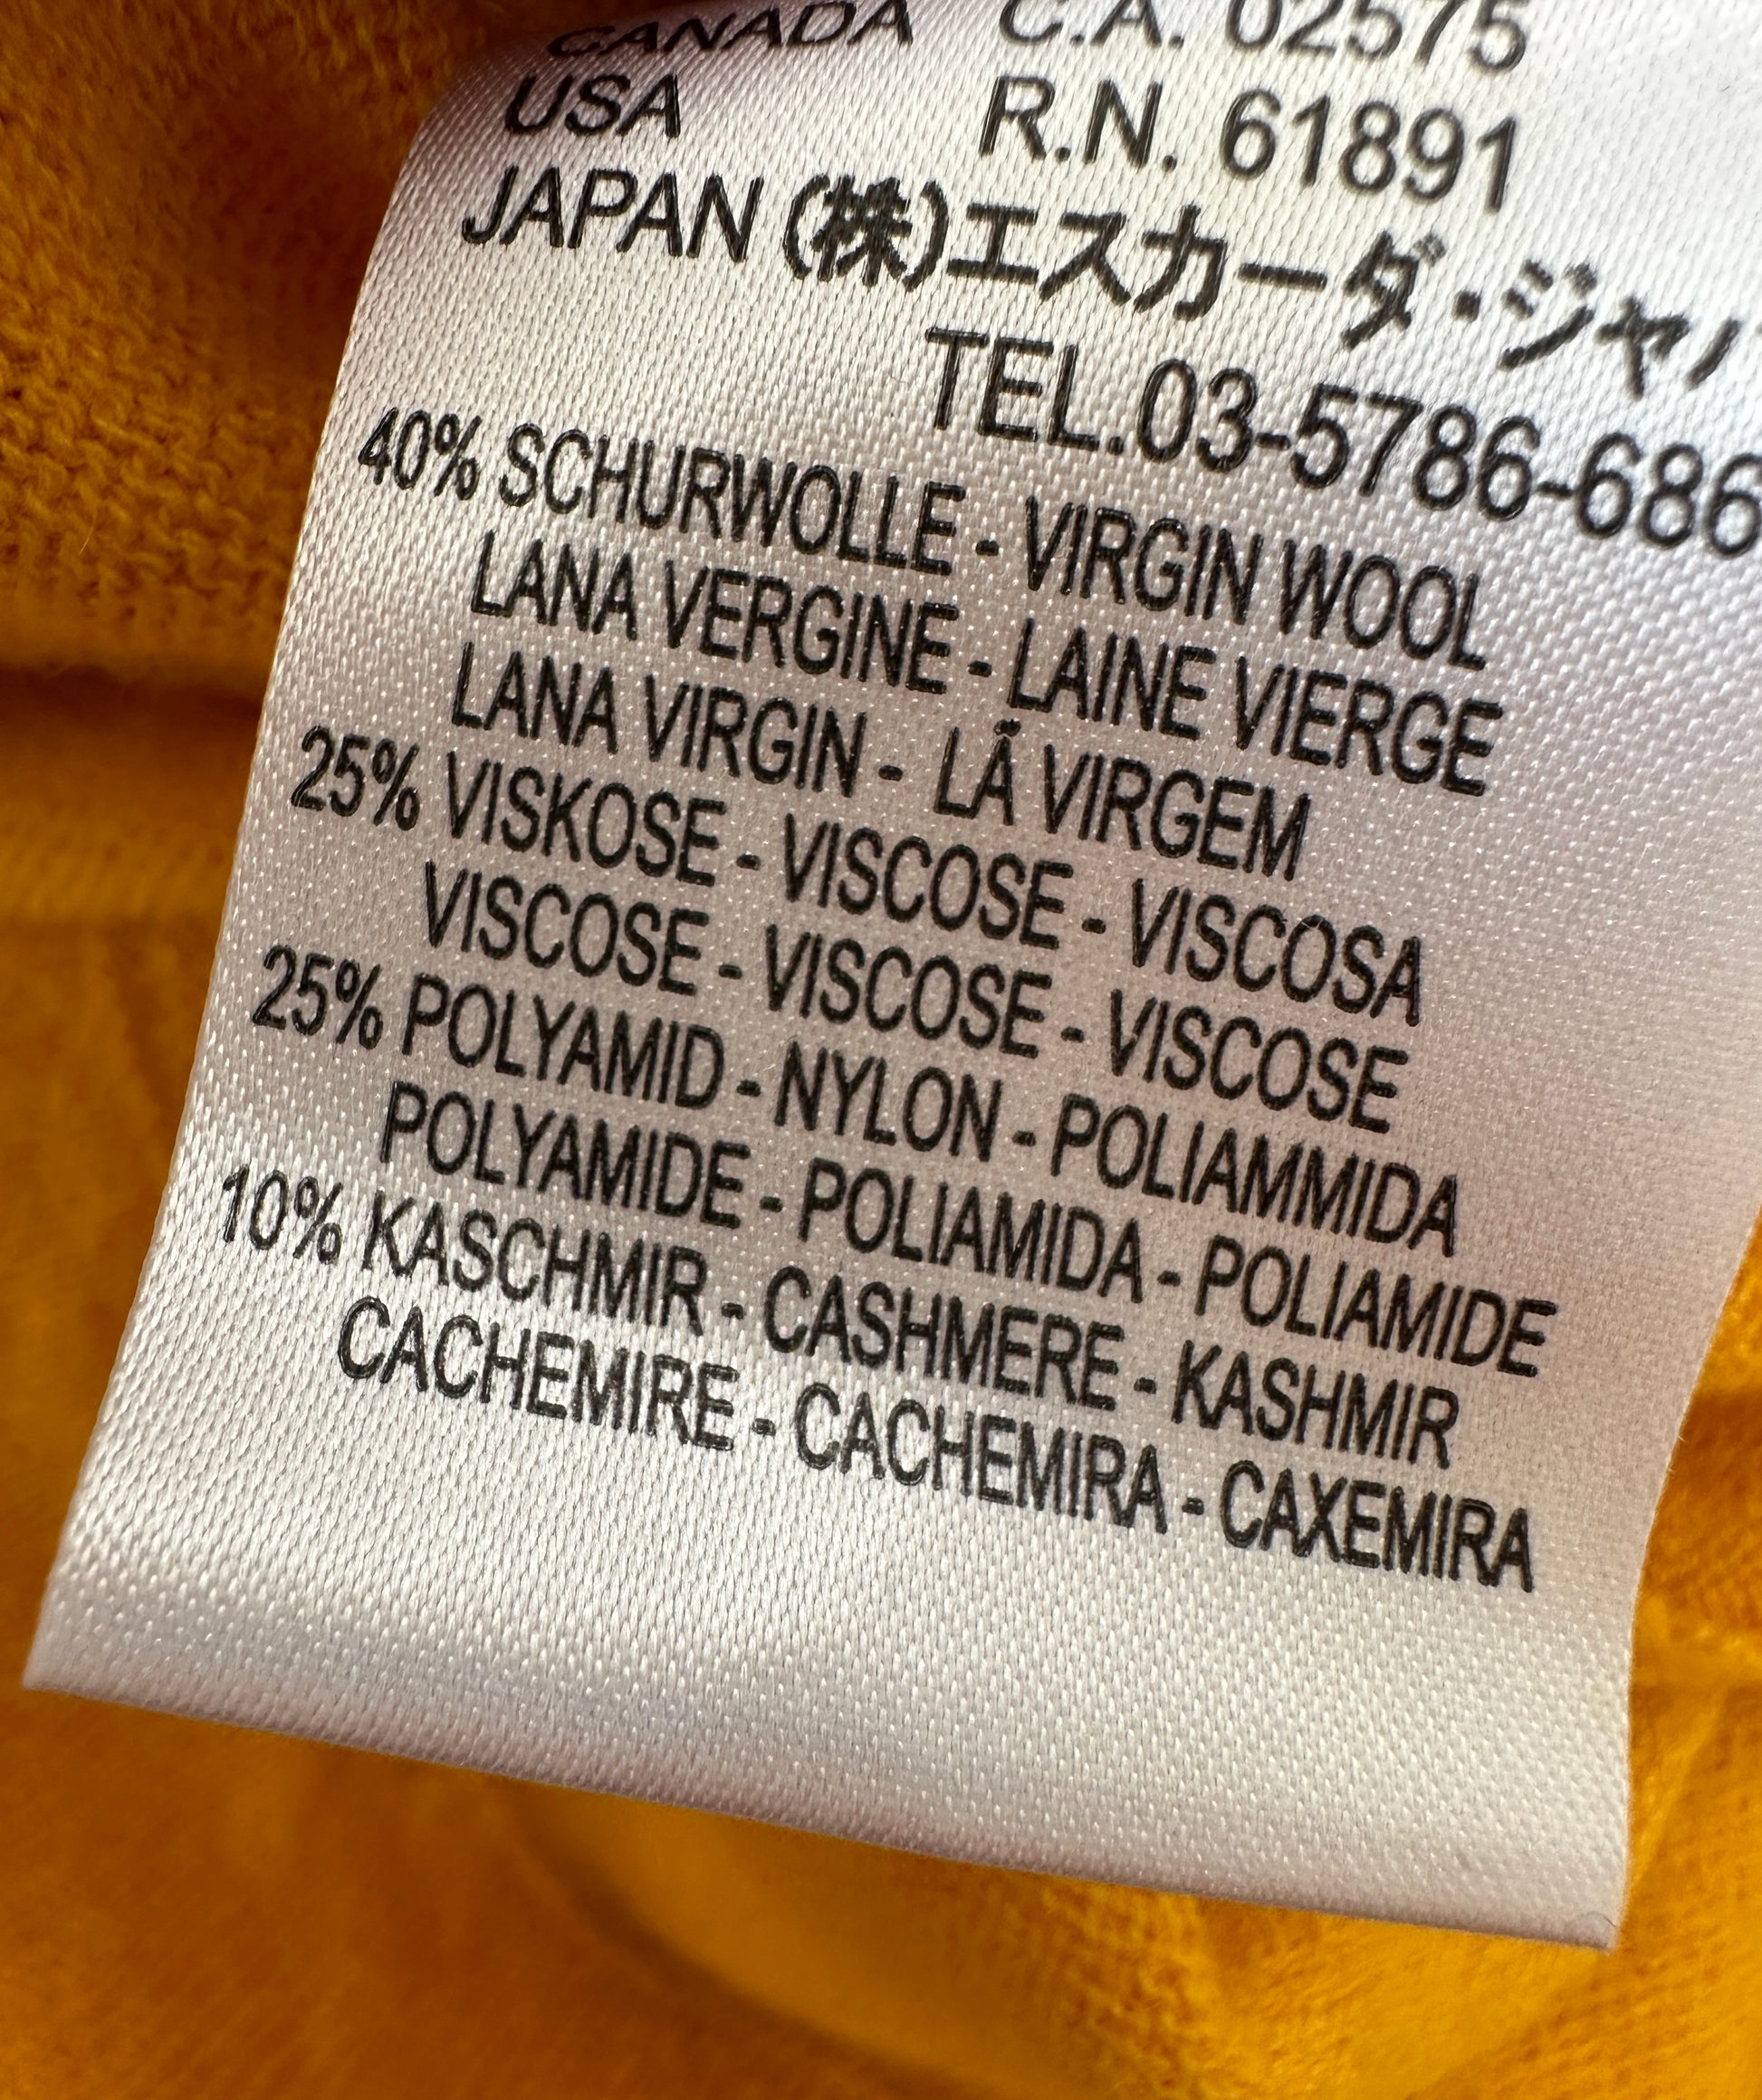 CANADA C.A. 02575
USA R.N. 61891
JAPAN (株)エスカーダ・ジャ
TEL.03-5786-686
40% SCHURWOLLE - VIRGIN WOOL
LANA VERGINE - LAINE VIERGE
LANA VIRGIN - LÃ VIRGEM
25% VISKOSE - VISCOSE - VISCOSA
VISCOSE - VISCOSE - VISCOSE
25% POLYAMID - NYLON - POLIAMMIDA
POLYAMIDE - POLIAMIDA - POLIAMIDE
10% KASCHMIR - CASHMERE - KASHMIR
CACHEMIRE - CACHEMIRA - CAXEMIRA